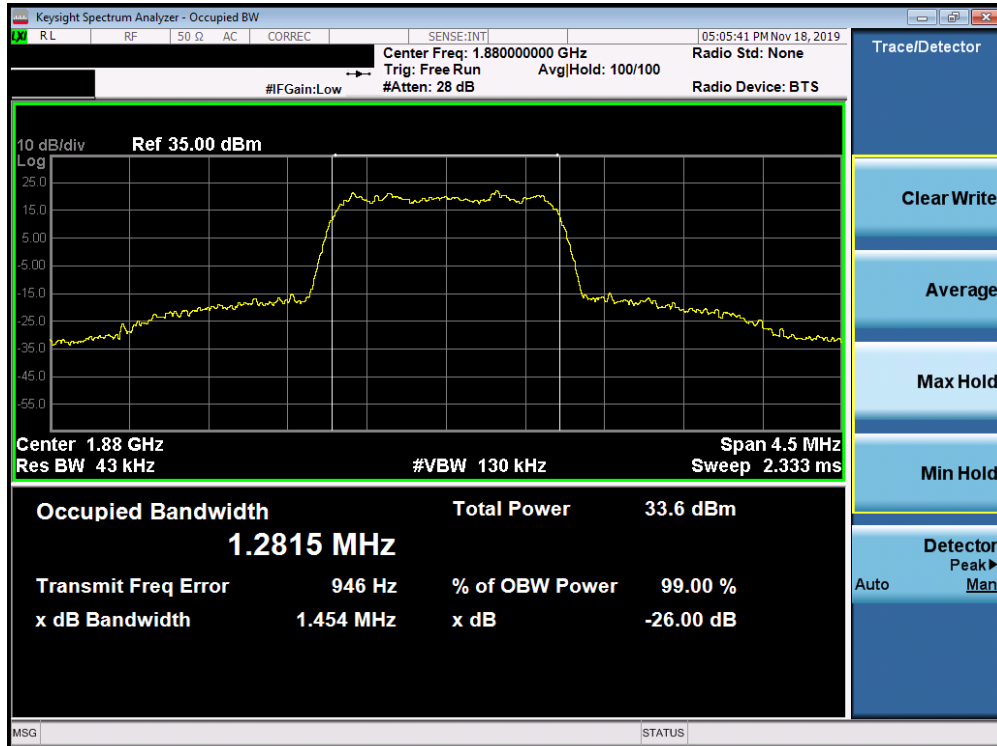 Keysight Spectrum Analyzer - Occupied BW
LXI RL RF 50 Ω AC CORREC SENSE:INT 05:05:41 PM Nov 18, 2019
Center Freq: 1.880000000 GHz Radio Std: None
Trig: Free Run Avg|Hold: 100/100
#IFGain:Low #Atten: 28 dB Radio Device: BTS
Trace/Detector
10 dB/div Ref 35.00 dBm
Log
25.0
15.0
5.00
-5.00
-15.0
-25.0
-35.0
-45.0
-55.0
Center 1.88 GHz Span 4.5 MHz
Res BW 43 kHz #VBW 130 kHz Sweep 2.333 ms
Occupied Bandwidth Total Power 33.6 dBm
1.2815 MHz
Transmit Freq Error 946 Hz % of OBW Power 99.00 %
x dB Bandwidth 1.454 MHz x dB -26.00 dB
Clear Write
Average
Max Hold
Min Hold
Detector
Peak▶
Auto Man
MSG STATUS